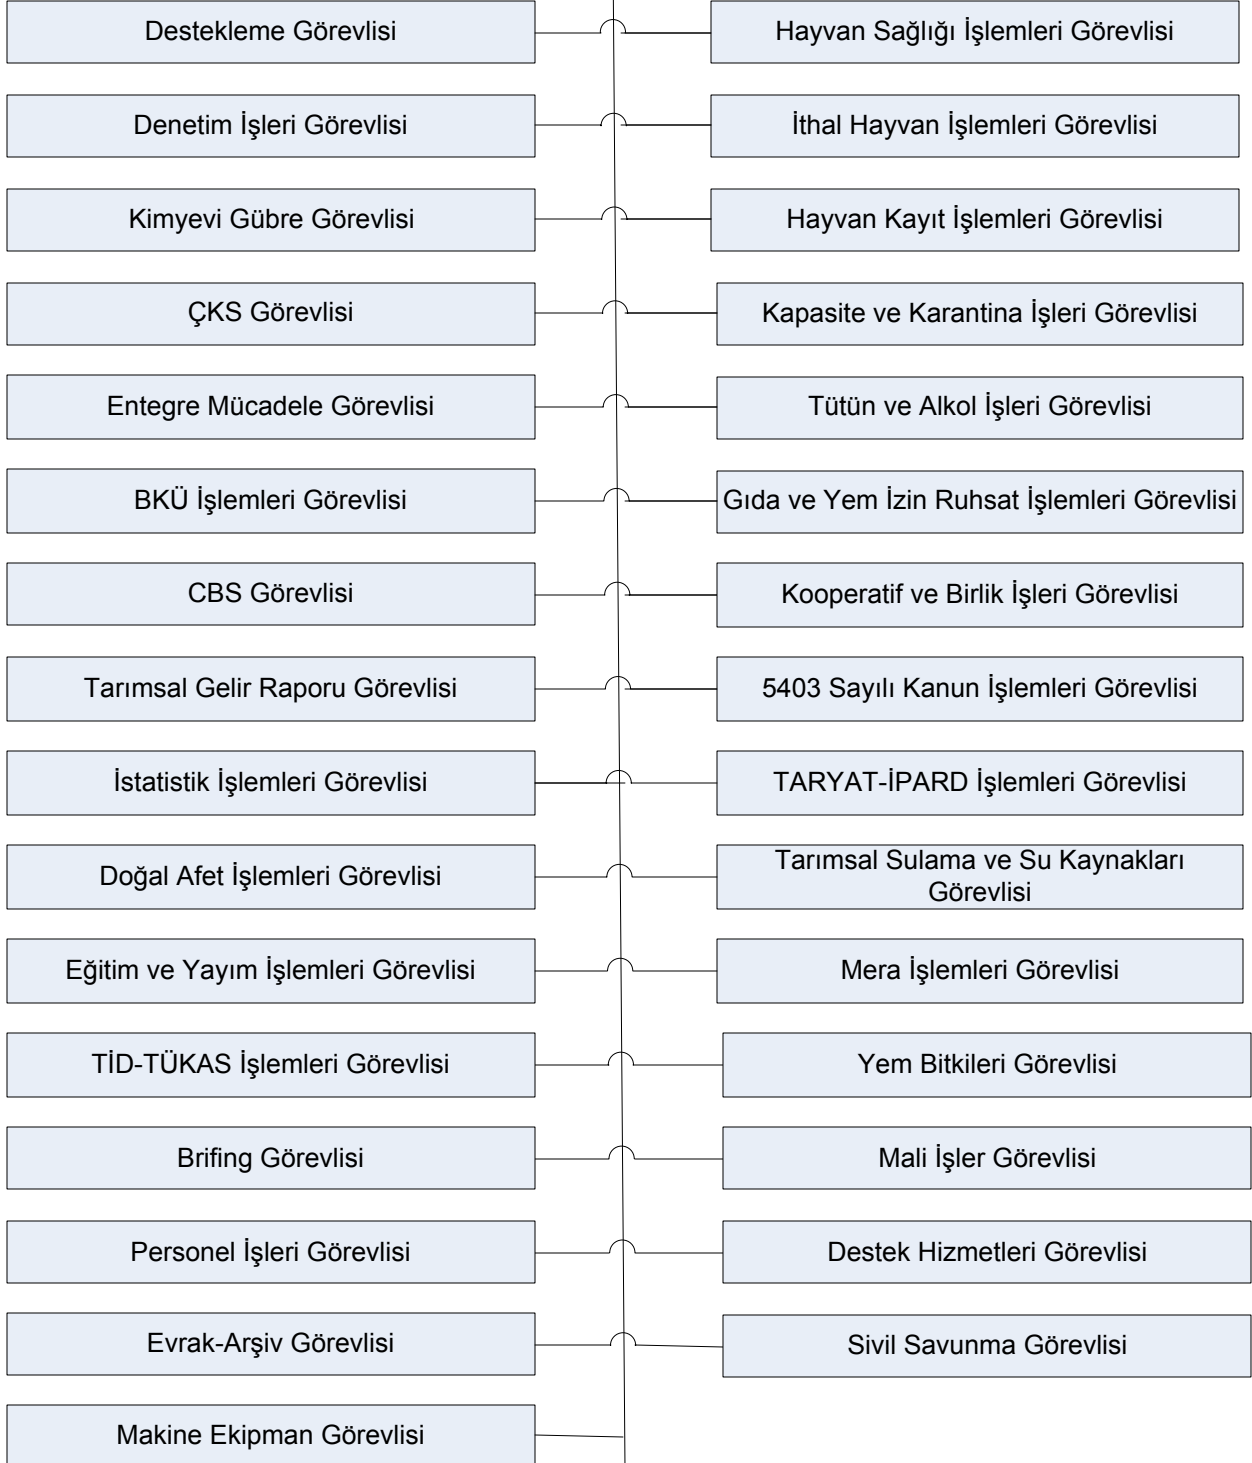 Destekleme Görevlisi
Hayvan Sağlığı İşlemleri Görevlisi
Denetim İşleri Görevlisi
İthal Hayvan İşlemleri Görevlisi
Kimyevi Gübre Görevlisi
Hayvan Kayıt İşlemleri Görevlisi
ÇKS Görevlisi
Kapasite ve Karantina İşleri Görevlisi
Entegre Mücadele Görevlisi
Tütün ve Alkol İşleri Görevlisi
BKÜ İşlemleri Görevlisi
Gıda ve Yem İzin Ruhsat İşlemleri Görevlisi
CBS Görevlisi
Kooperatif ve Birlik İşleri Görevlisi
Tarımsal Gelir Raporu Görevlisi
5403 Sayılı Kanun İşlemleri Görevlisi
İstatistik İşlemleri Görevlisi
TARYAT-İPARD İşlemleri Görevlisi
Doğal Afet İşlemleri Görevlisi
Tarımsal Sulama ve Su Kaynakları
Görevlisi
Eğitim ve Yayım İşlemleri Görevlisi
Mera İşlemleri Görevlisi
TİD-TÜKAS İşlemleri Görevlisi
Yem Bitkileri Görevlisi
Brifing Görevlisi
Mali İşler Görevlisi
Personel İşleri Görevlisi
Destek Hizmetleri Görevlisi
Evrak-Arşiv Görevlisi
Sivil Savunma Görevlisi
Makine Ekipman Görevlisi